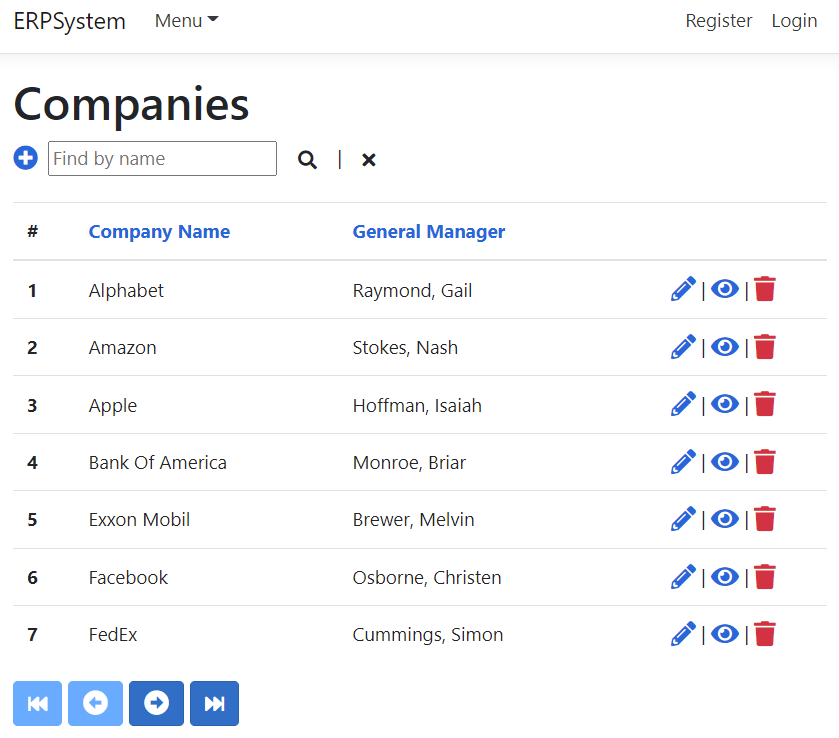 ERPSystem Menu Register Login
Companies
Find by name |
# Company Name General Manager
1 Alphabet Raymond, Gail | |
2 Amazon Stokes, Nash | |
3 Apple Hoffman, Isaiah | |
4 Bank Of America Monroe, Briar | |
5 Exxon Mobil Brewer, Melvin | |
6 Facebook Osborne, Christen | |
7 FedEx Cummings, Simon | |